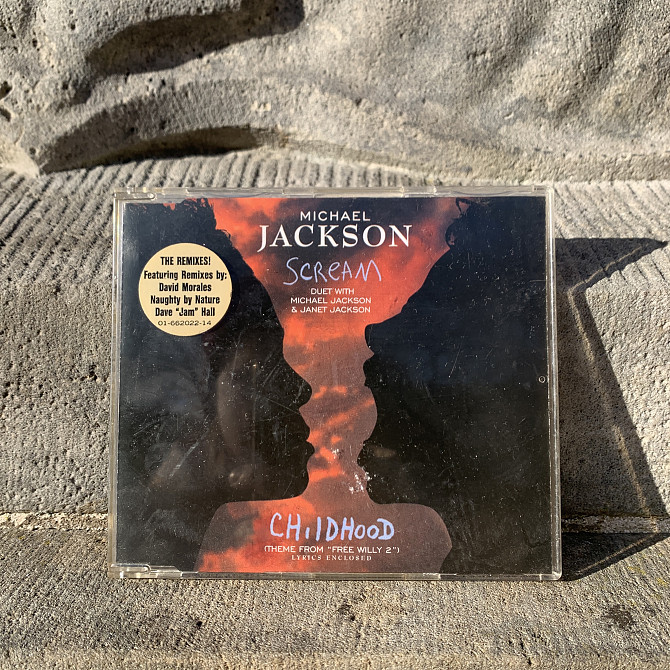 MICHAEL
JACKSON
SCREAM
DUET WITH
MICHAEL JACKSON
& JANET JACKSON
THE REMIXES!
Featuring Remixes by:
David Morales
Naughty by Nature
Dave "Jam" Hall
01-662022-14
CHILDHOOD
(THEME FROM "FREE WILLY 2")
LYRICS ENCLOSED